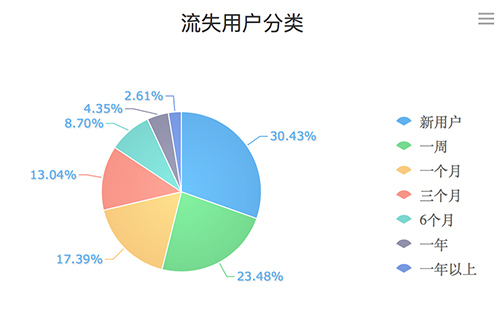 流失用户分类
2.61%
4.35%
8.70%
13.04%
17.39%
30.43%
23.48%
新用户
一周
一个月
三个月
6个月
一年
一年以上